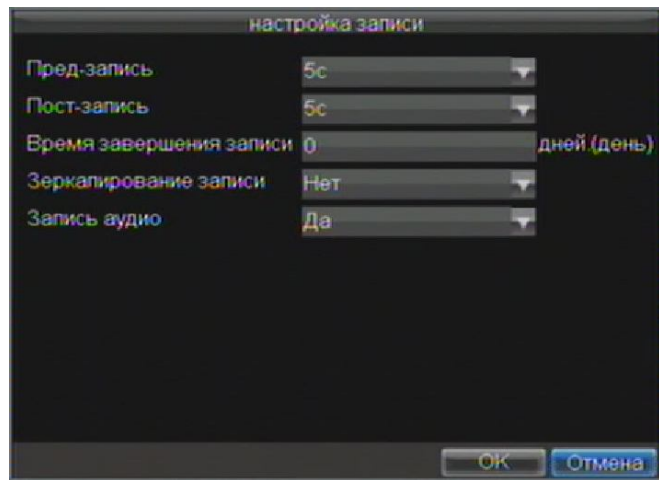 настройка записи
Пред-запись 5с
Пост-запись 5с
Время завершения записи 0 дней.(день)
Зеркалирование записи Нет
Запись аудио Да
OK Отмена